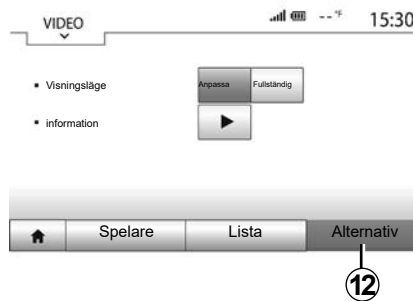 VIDEO --°F 15:30
▪ Visningsläge Anpassa Fullständig
▪ information
Spelare Lista Alternativ
12